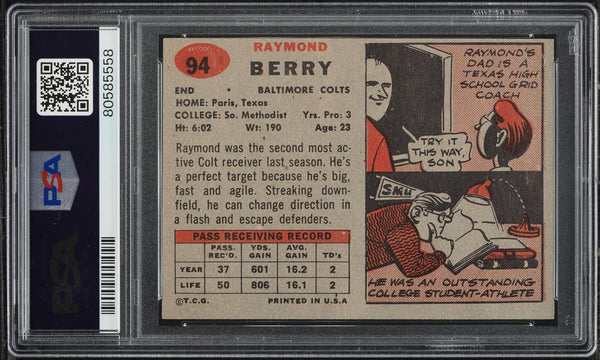 80585558
PSA
PSA
94
RAYMOND
BERRY
END BALTIMORE COLTS
HOME: Paris, Texas
COLLEGE: So. Methodist Yrs. Pro: 3
Ht: 6:02 Wt: 190 Age: 23
Raymond was the second most ac-
tive Colt receiver last season. He's
a perfect target because he's big,
fast and agile. Streaking down-
field, he can change direction in
a flash and escape defenders.
PASS RECEIVING RECORD
PASS. REC'D. YDS. GAIN AVG. GAIN TD's
YEAR 37 601 16.2 2
LIFE 50 806 16.1 2
©T.C.G. PRINTED IN U.S.A
RAYMOND'S
DAD IS A
TEXAS HIGH
SCHOOL GRID
COACH
TRY IT
THIS WAY,
SON
SMU
HE WAS AN OUTSTANDING
COLLEGE STUDENT-ATHLETE